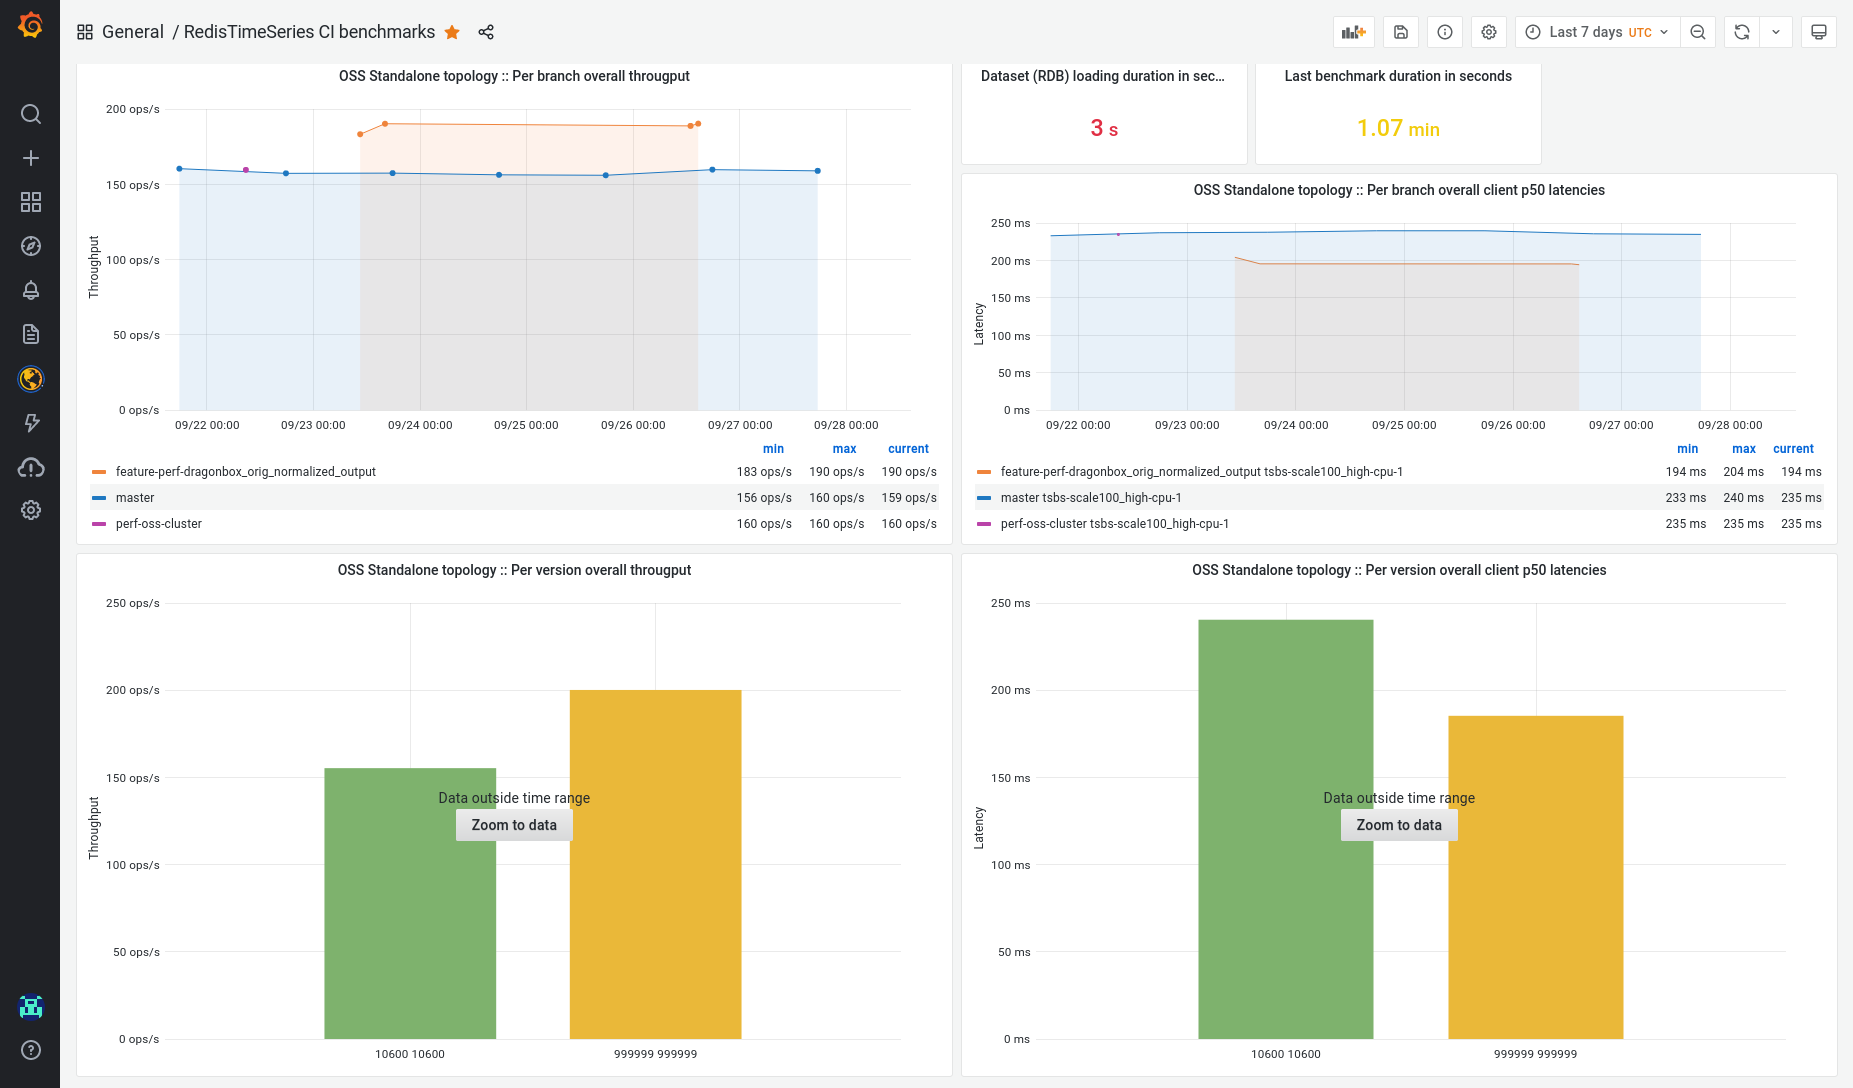 General / RedisTimeSeries CI benchmarks
Last 7 days UTC
OSS Standalone topology :: Per branch overall througput
200 ops/s
150 ops/s
100 ops/s
50 ops/s
0 ops/s
Throughput
09/22 00:00 09/23 00:00 09/24 00:00 09/25 00:00 09/26 00:00 09/27 00:00 09/28 00:00
min max current
feature-perf-dragonbox_orig_normalized_output 183 ops/s 190 ops/s 190 ops/s
master 156 ops/s 160 ops/s 159 ops/s
perf-oss-cluster 160 ops/s 160 ops/s 160 ops/s
Dataset (RDB) loading duration in sec...
3 s
Last benchmark duration in seconds
1.07 min
OSS Standalone topology :: Per branch overall client p50 latencies
250 ms
200 ms
150 ms
100 ms
50 ms
0 ms
Latency
09/22 00:00 09/23 00:00 09/24 00:00 09/25 00:00 09/26 00:00 09/27 00:00 09/28 00:00
min max current
feature-perf-dragonbox_orig_normalized_output tsbs-scale100_high-cpu-1 194 ms 204 ms 194 ms
master tsbs-scale100_high-cpu-1 233 ms 240 ms 235 ms
perf-oss-cluster tsbs-scale100_high-cpu-1 235 ms 235 ms 235 ms
OSS Standalone topology :: Per version overall througput
250 ops/s
200 ops/s
150 ops/s
100 ops/s
50 ops/s
0 ops/s
Throughput
Data outside time range
Zoom to data
10600 10600 999999 999999
OSS Standalone topology :: Per version overall client p50 latencies
250 ms
200 ms
150 ms
100 ms
50 ms
0 ms
Latency
Data outside time range
Zoom to data
10600 10600 999999 999999